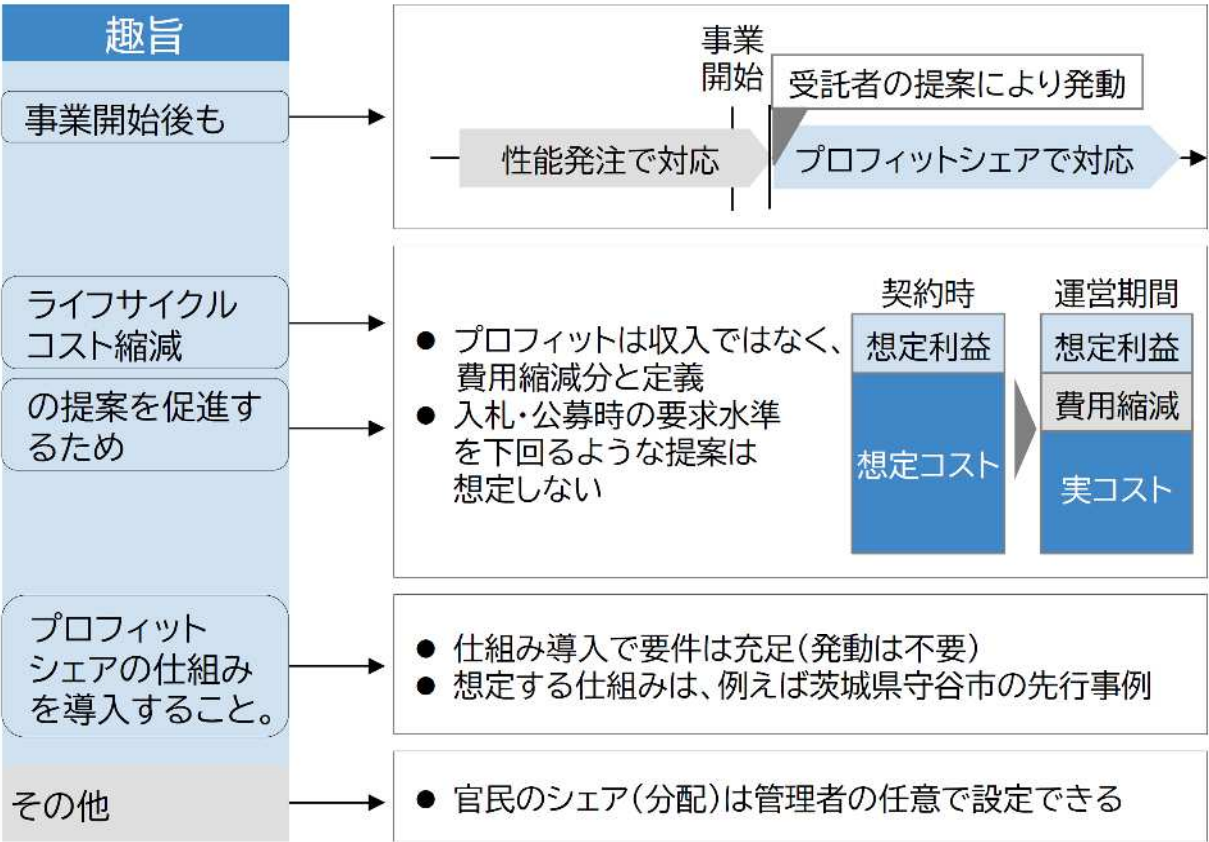 趣旨
事業開始後も
事業
開始
受託者の提案により発動
性能発注で対応
プロフィットシェアで対応
ライフサイクル
コスト縮減
の提案を促進す
るため
● プロフィットは収入ではなく、
費用縮減分と定義
● 入札・公募時の要求水準
を下回るような提案は
想定しない
契約時
想定利益
想定コスト
運営期間
想定利益
費用縮減
実コスト
プロフィット
シェアの仕組み
を導入すること。
● 仕組み導入で要件は充足(発動は不要)
● 想定する仕組みは、例えば茨城県守谷市の先行事例
その他
● 官民のシェア(分配)は管理者の任意で設定できる